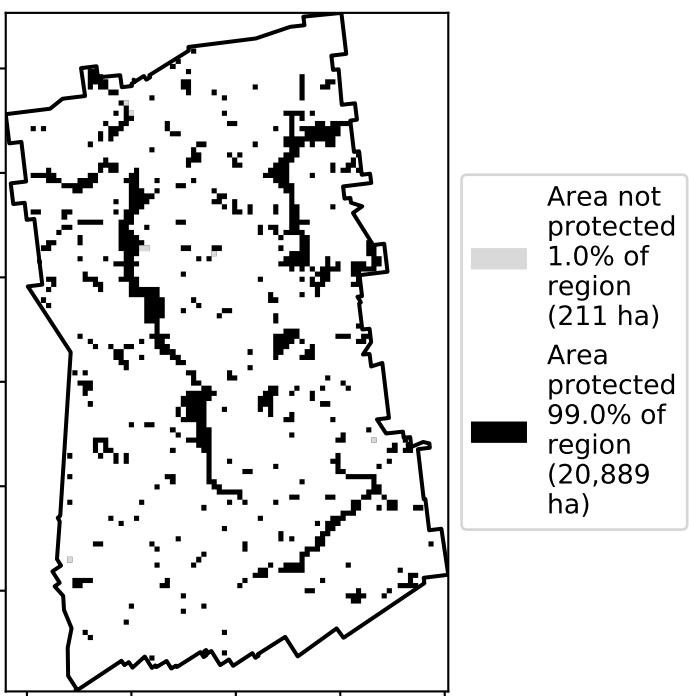 Area not
protected
1.0% of
region
(211 ha)
Area
protected
99.0% of
region
(20,889
ha)